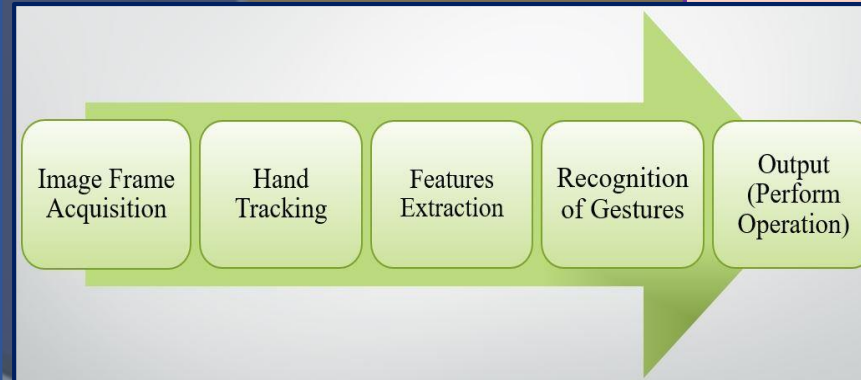 Image Frame
Acquisition
Hand
Tracking
Features
Extraction
Recognition
of Gestures
Output
(Perform
Operation)